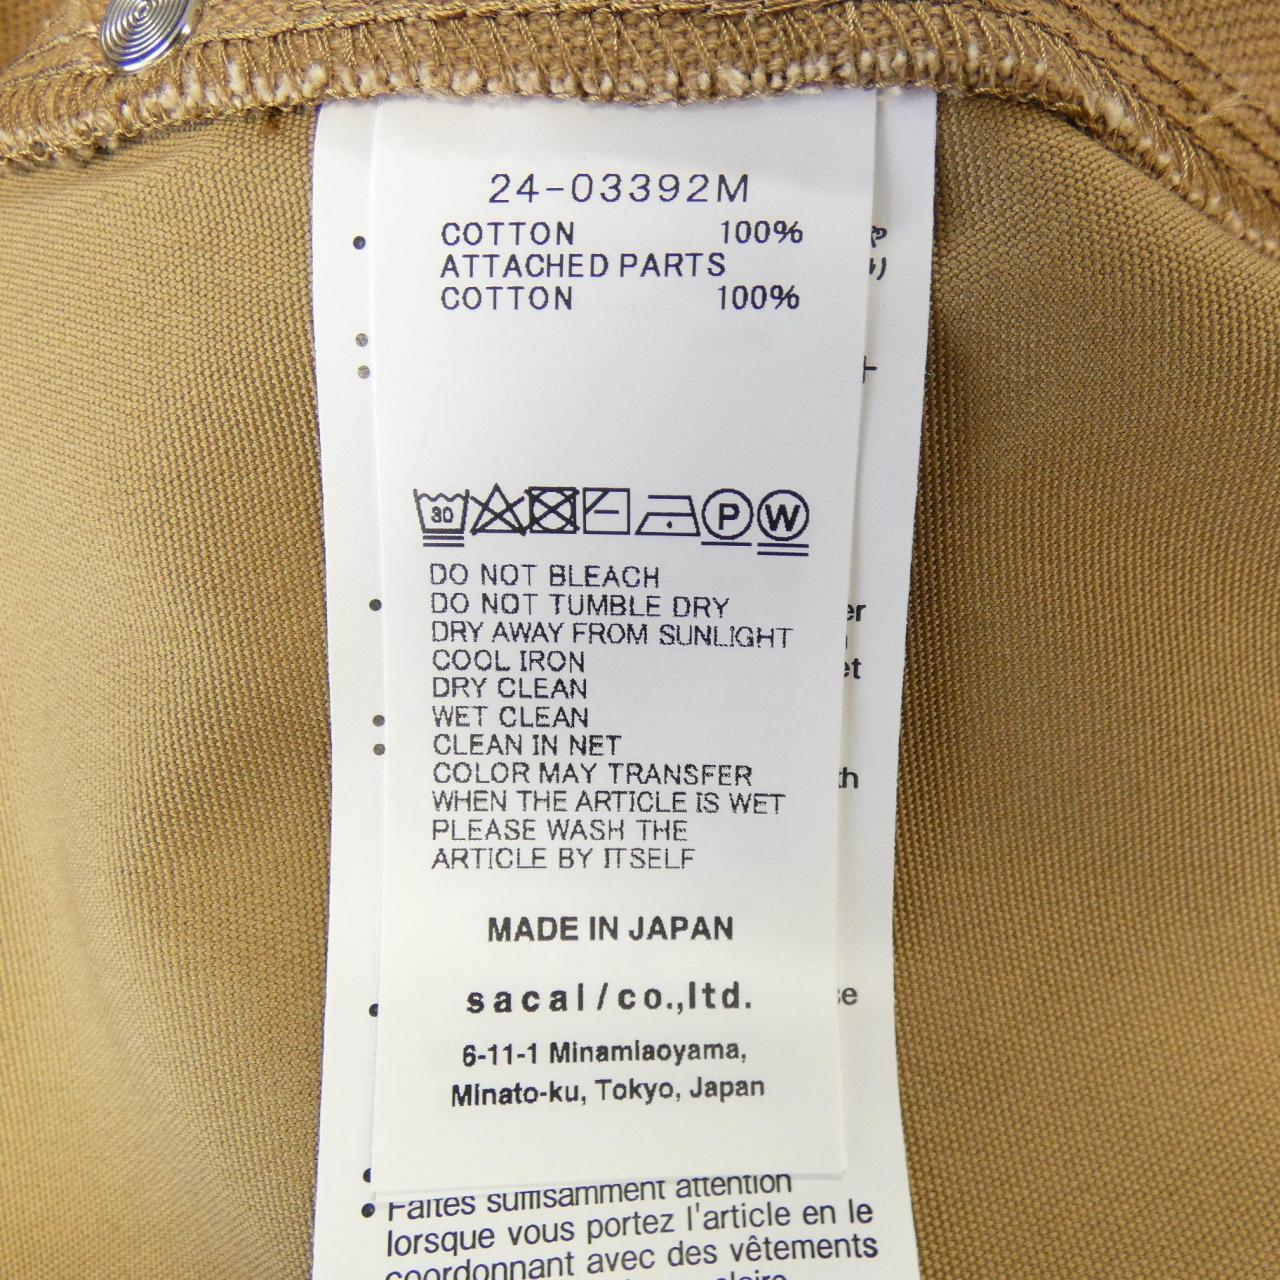 24-03392M
COTTON 100%
ATTACHED PARTS
COTTON 100%
30 P W
DO NOT BLEACH
DO NOT TUMBLE DRY
DRY AWAY FROM SUNLIGHT
COOL IRON
DRY CLEAN
WET CLEAN
CLEAN IN NET
COLOR MAY TRANSFER
WHEN THE ARTICLE IS WET
PLEASE WASH THE
ARTICLE BY ITSELF
MADE IN JAPAN
sacai/co.,ltd.
6-11-1 Minamiaoyama,
Minato-ku, Tokyo, Japan
• Faites suffisamment attention
lorsque vous portez l'article en le
coordonnant avec des vêtements